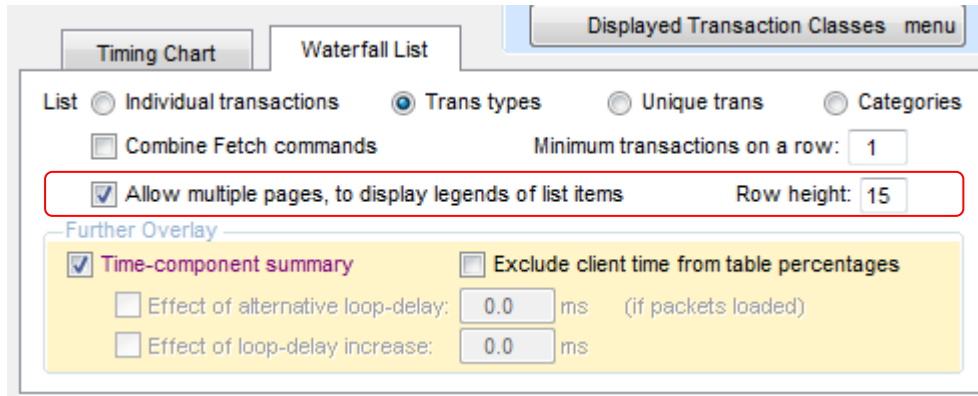 Displayed Transaction Classes menu
Timing Chart Waterfall List
List Individual transactions Trans types Unique trans Categories
Combine Fetch commands Minimum transactions on a row: 1
Allow multiple pages, to display legends of list items Row height: 15
Further Overlay
Time-component summary Exclude client time from table percentages
Effect of alternative loop-delay: 0.0 ms (if packets loaded)
Effect of loop-delay increase: 0.0 ms